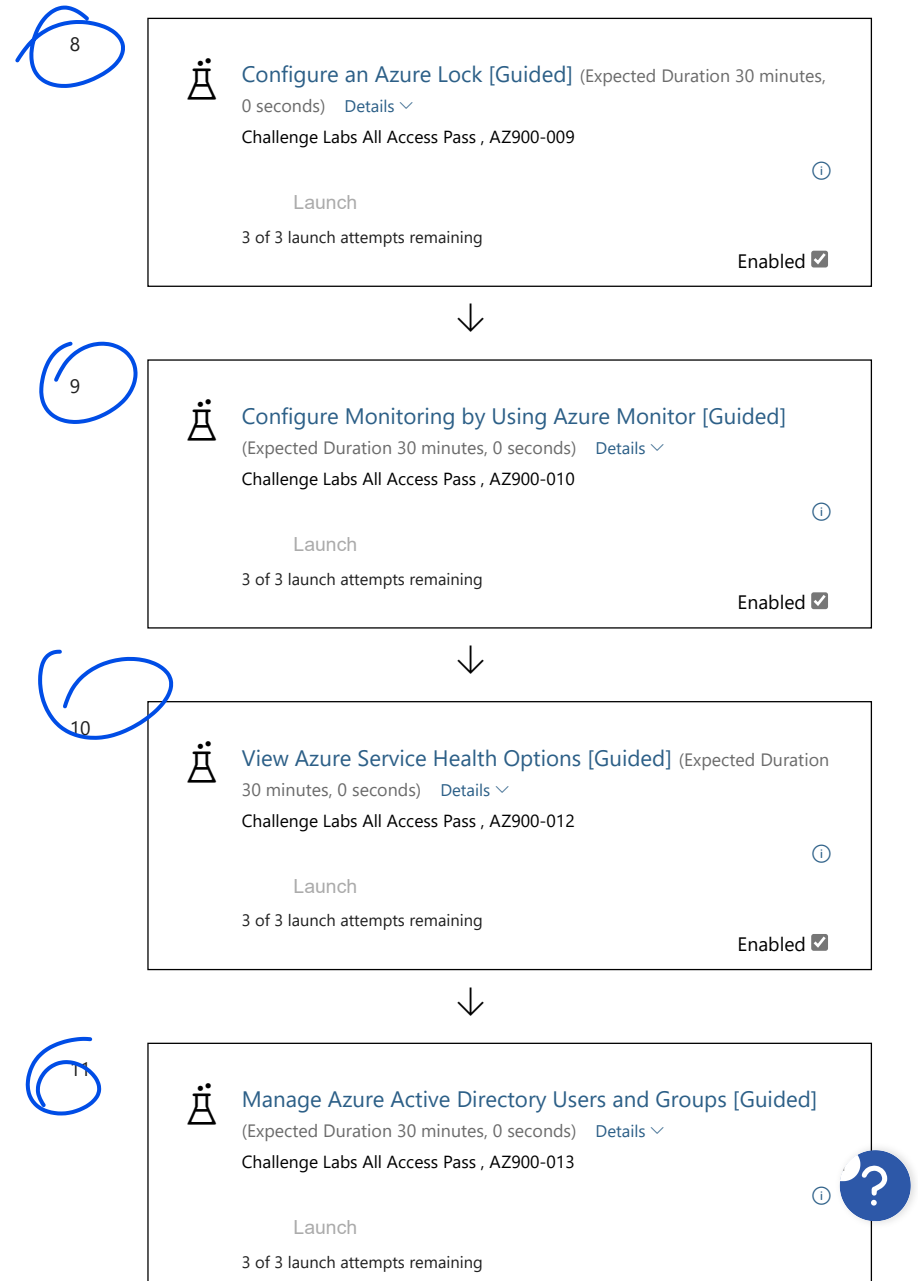 8
Configure an Azure Lock [Guided] (Expected Duration 30 minutes,
0 seconds) Details
Challenge Labs All Access Pass , AZ900-009
Launch
3 of 3 launch attempts remaining
Enabled
9
Configure Monitoring by Using Azure Monitor [Guided]
(Expected Duration 30 minutes, 0 seconds) Details
Challenge Labs All Access Pass , AZ900-010
Launch
3 of 3 launch attempts remaining
Enabled
10
View Azure Service Health Options [Guided] (Expected Duration
30 minutes, 0 seconds) Details
Challenge Labs All Access Pass , AZ900-012
Launch
3 of 3 launch attempts remaining
Enabled
11
Manage Azure Active Directory Users and Groups [Guided]
(Expected Duration 30 minutes, 0 seconds) Details
Challenge Labs All Access Pass , AZ900-013
?
Launch
3 of 3 launch attempts remaining